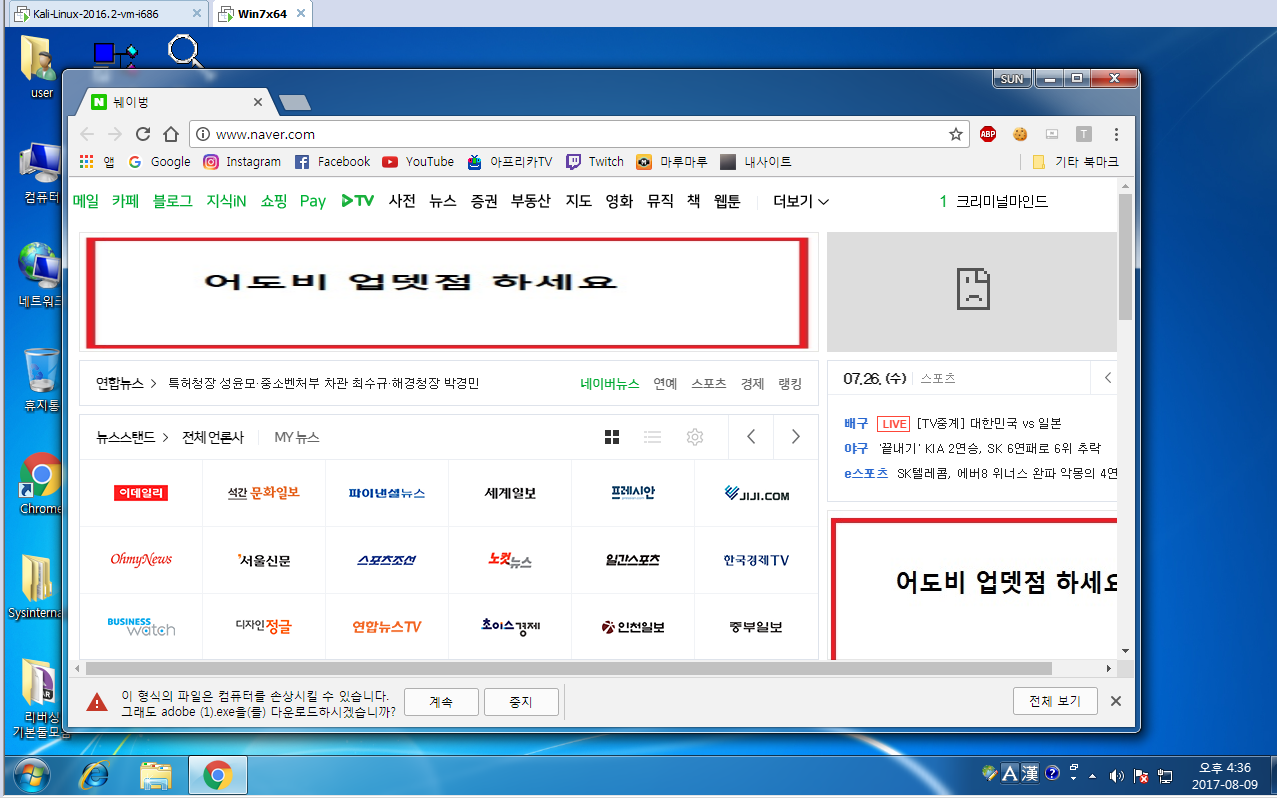 Kali-Linux-2016.2-vm-i686
Win7x64
user
SUN
뷁이벙
www.naver.com
ABP
T
앱
Google
Instagram
Facebook
YouTube
아프리카TV
Twitch
마루마루
내사이트
기타 북마크
컴퓨터
메일 카페 블로그 지식iN 쇼핑 Pay TV 사전 뉴스 증권 부동산 지도 영화 뮤직 책 웹툰 더보기
1 크리미널마인드
어도비 업뎃점 하세요
네트워크
연합뉴스 > 특허청장 성윤모·중소벤처부 차관 최수규·해경청장 박경민
네이버뉴스 연예 스포츠 경제 랭킹
07.26. (수) 스포츠
휴지통
뉴스스탠드 > 전체 언론사 MY 뉴스
배구 LIVE [TV중계] 대한민국 vs 일본
야구 '끝내기' KIA 2연승, SK 6연패로 6위 추락
e스포츠 SK텔레콤, 에버8 위너스 완파 악몽의 4연
이데일리 석간 문화일보 파이낸셜뉴스 세계일보 프레시안 JIJI.COM
Chrome
OhmyNews 서울신문 스포츠조선 노컷뉴스 일간스포츠 한국경제TV
어도비 업뎃점 하세요
Sysinterna
BUSINESS watch 디자인 정글 연합뉴스TV 초이스경제 인천일보 중부일보
이 형식의 파일은 컴퓨터를 손상시킬 수 있습니다.
그래도 adobe (1).exe을(를) 다운로드하시겠습니까?
계속
중지
전체 보기
리버싱
기본툴모음
A 漢
오후 4:36
2017-08-09